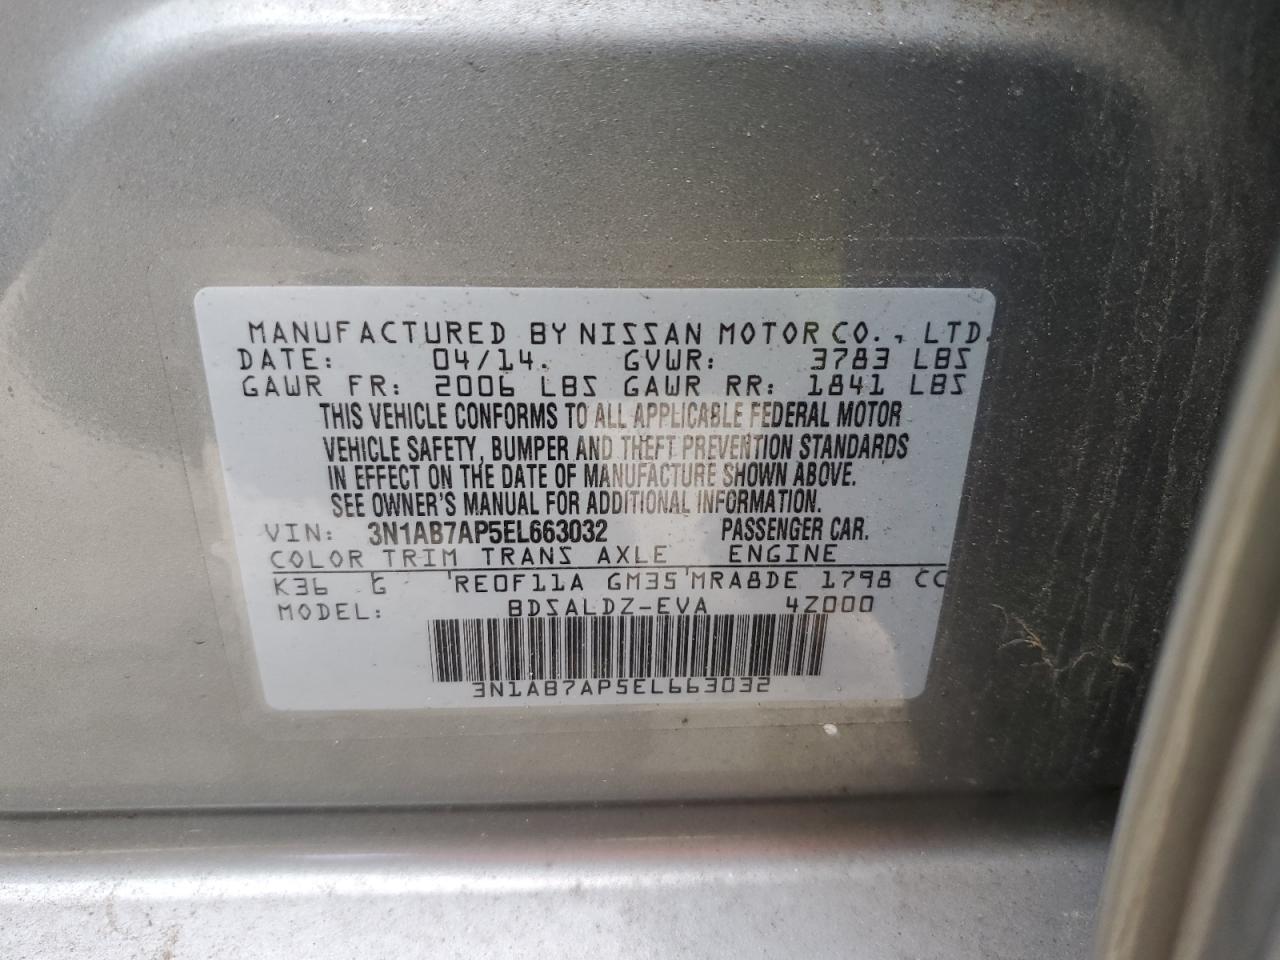 MANUFACTURED BY NISSAN MOTOR CO., LTD.
DATE: 04/14. GVWR: 3783 LBS
GAWR FR: 2006 LBS GAWR RR: 1841 LBS
THIS VEHICLE CONFORMS TO ALL APPLICABLE FEDERAL MOTOR
VEHICLE SAFETY, BUMPER AND THEFT PREVENTION STANDARDS
IN EFFECT ON THE DATE OF MANUFACTURE SHOWN ABOVE.
SEE OWNER'S MANUAL FOR ADDITIONAL INFORMATION.
VIN: 3N1AB7AP5EL663032 PASSENGER CAR.
COLOR TRIM TRANS AXLE ENGINE
K36 G RE0F11A GM35 MRA8DE 1798 CC
MODEL: BDSALDZ-EVA 4Z000
3N1AB7AP5EL663032